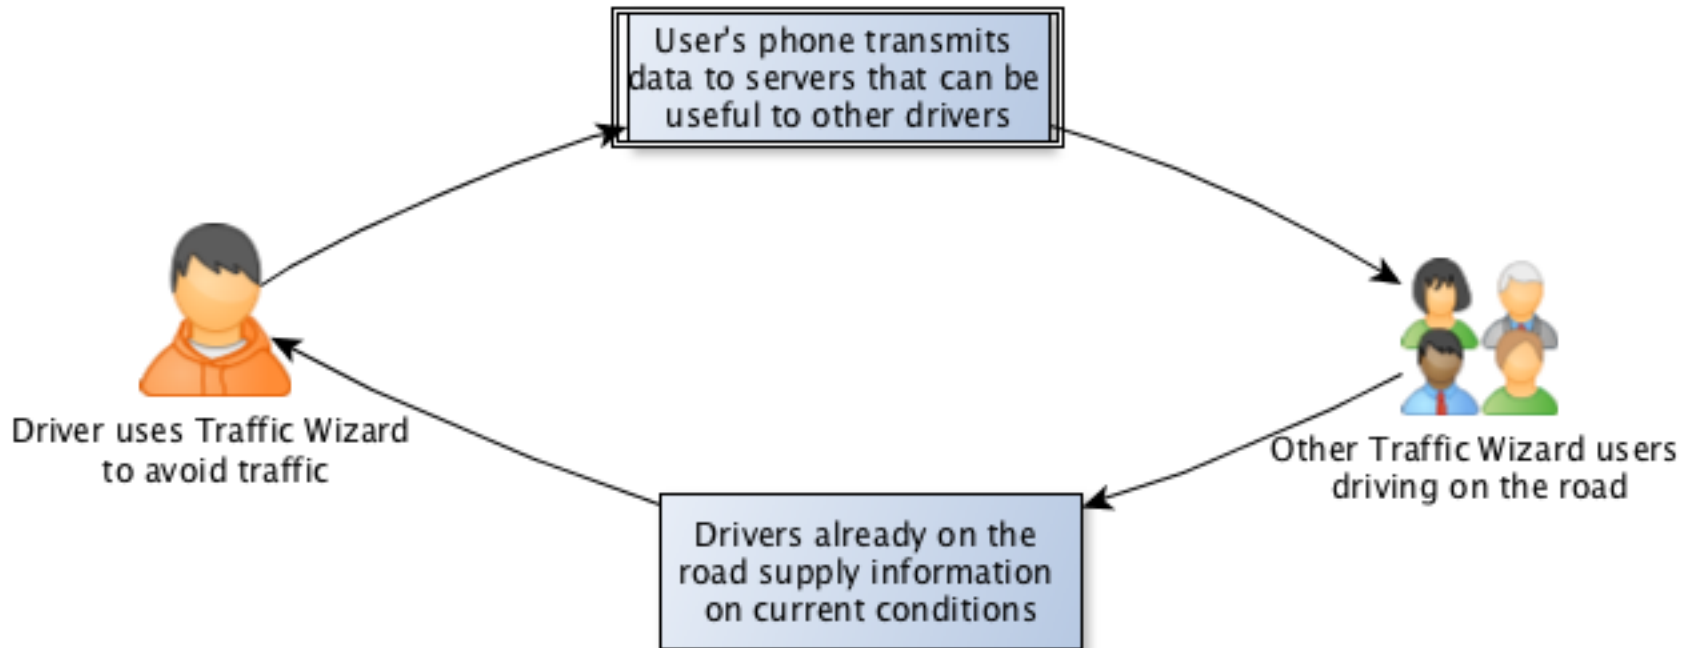 User's phone transmits
data to servers that can be
useful to other drivers
Driver uses Traffic Wizard
to avoid traffic
Other Traffic Wizard users
driving on the road
Drivers already on the
road supply information
on current conditions